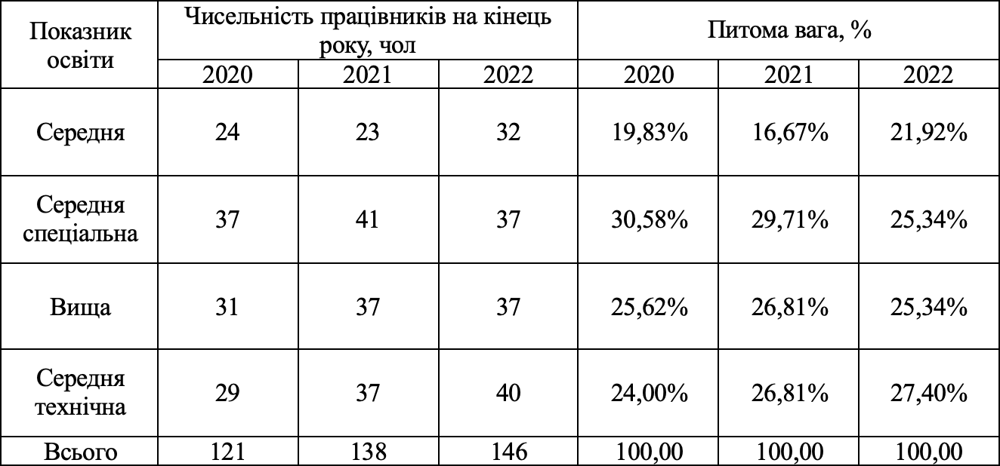 Показник освіти
Чисельність працівників на кінець року, чол
Питома вага, %
2020 2021 2022 2020 2021 2022
Середня 24 23 32 19,83% 16,67% 21,92%
Середня спеціальна 37 41 37 30,58% 29,71% 25,34%
Вища 31 37 37 25,62% 26,81% 25,34%
Середня технічна 29 37 40 24,00% 26,81% 27,40%
Всього 121 138 146 100,00 100,00 100,00